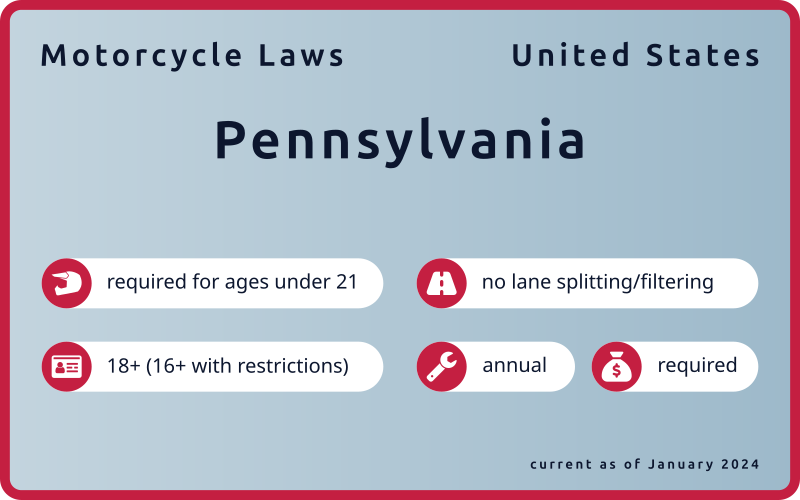 Motorcycle Laws
United States
Pennsylvania
required for ages under 21
no lane splitting/filtering
18+ (16+ with restrictions)
annual
required
current as of January 2024